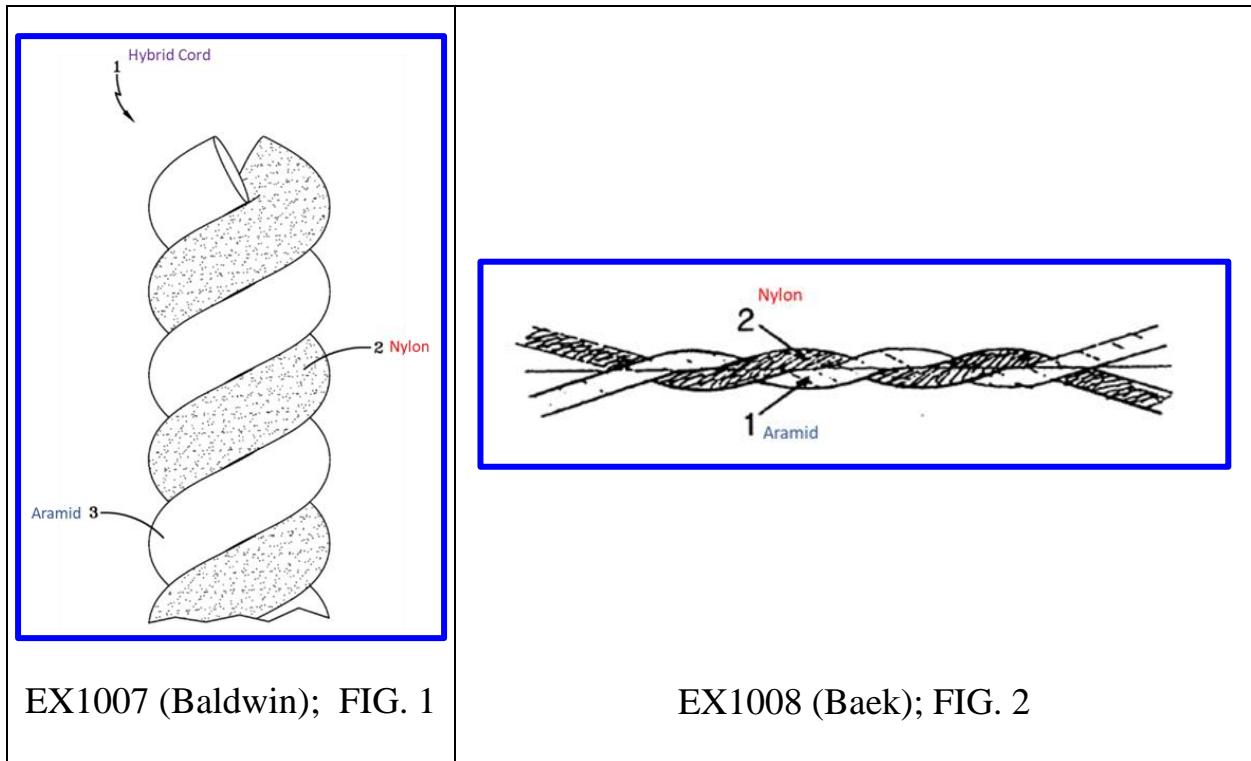 Hybrid Cord
1
2 Nylon
Aramid 3
EX1007 (Baldwin); FIG. 1
Nylon
2
1 Aramid
EX1008 (Baek); FIG. 2